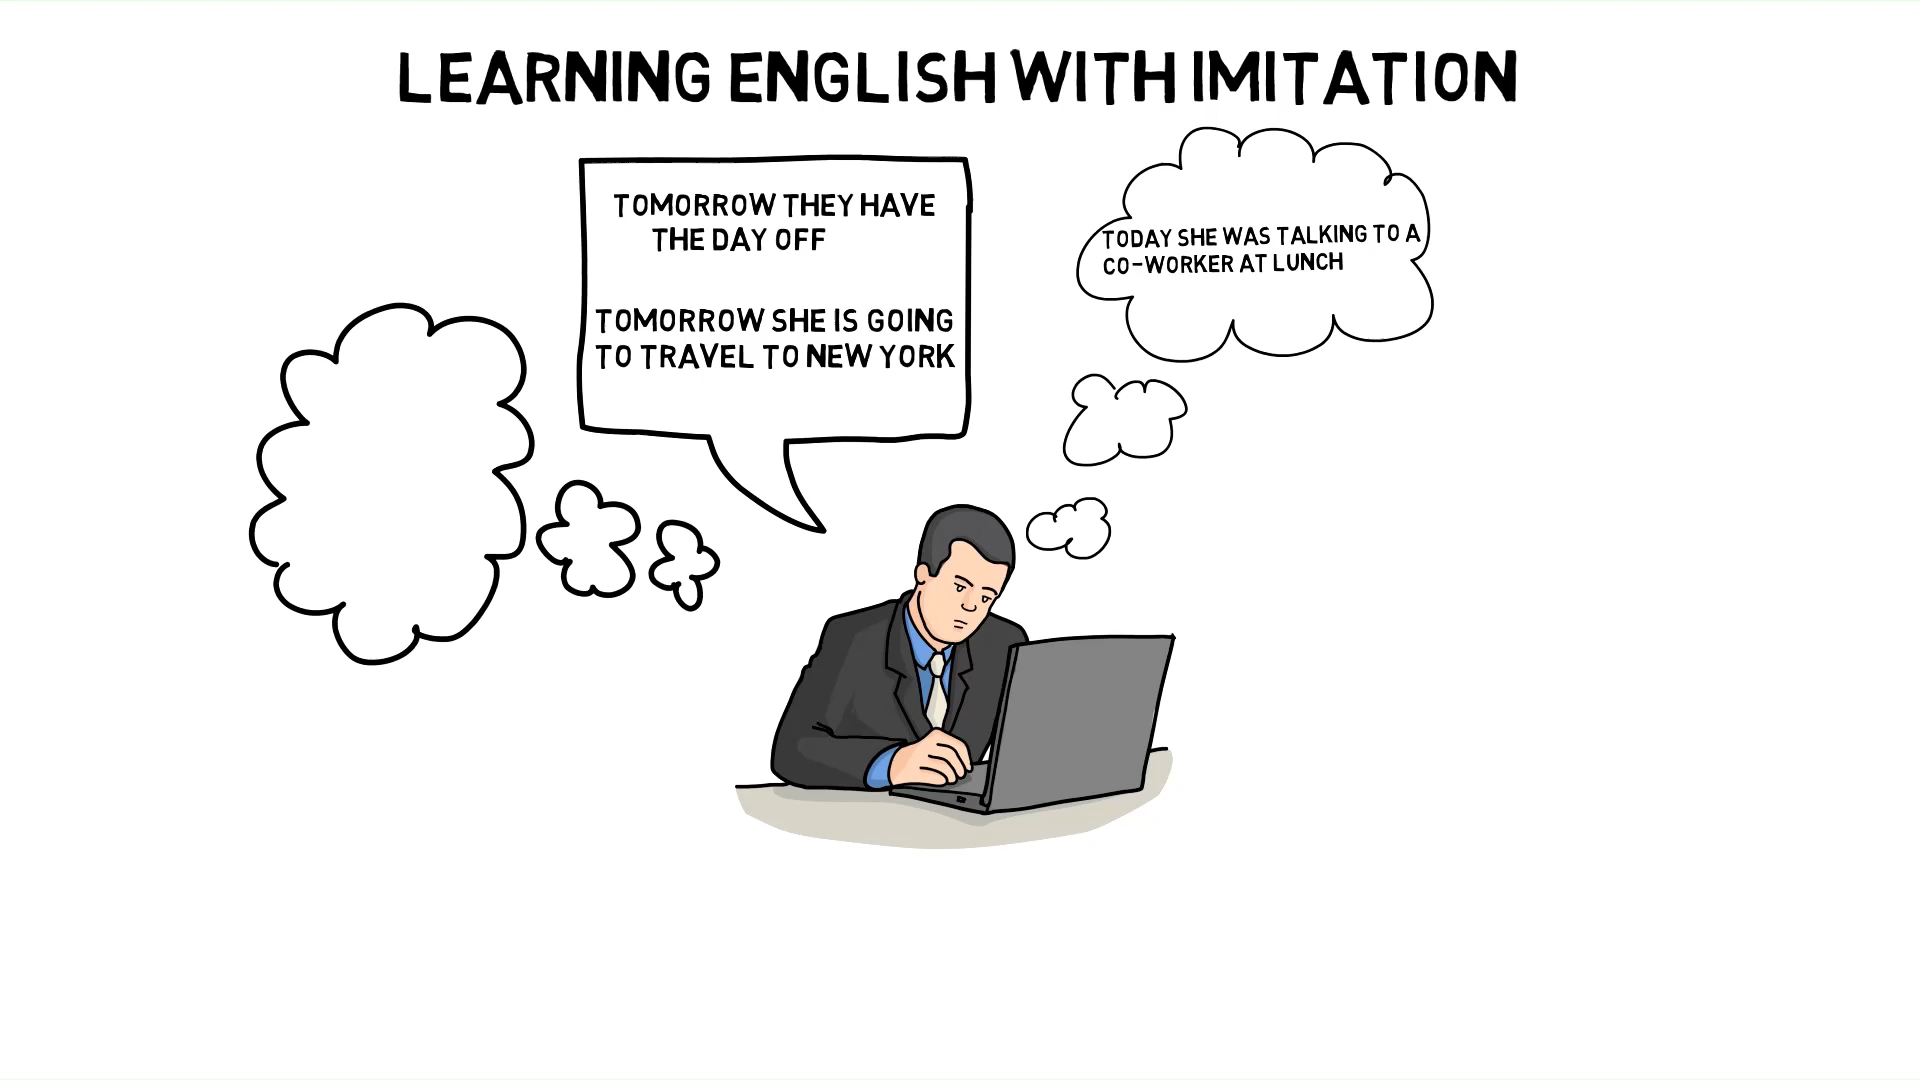 LEARNING ENGLISH WITH IMITATION
TOMORROW THEY HAVE
THE DAY OFF
TOMORROW SHE IS GOING
TO TRAVEL TO NEW YORK
TODAY SHE WAS TALKING TO A
CO-WORKER AT LUNCH